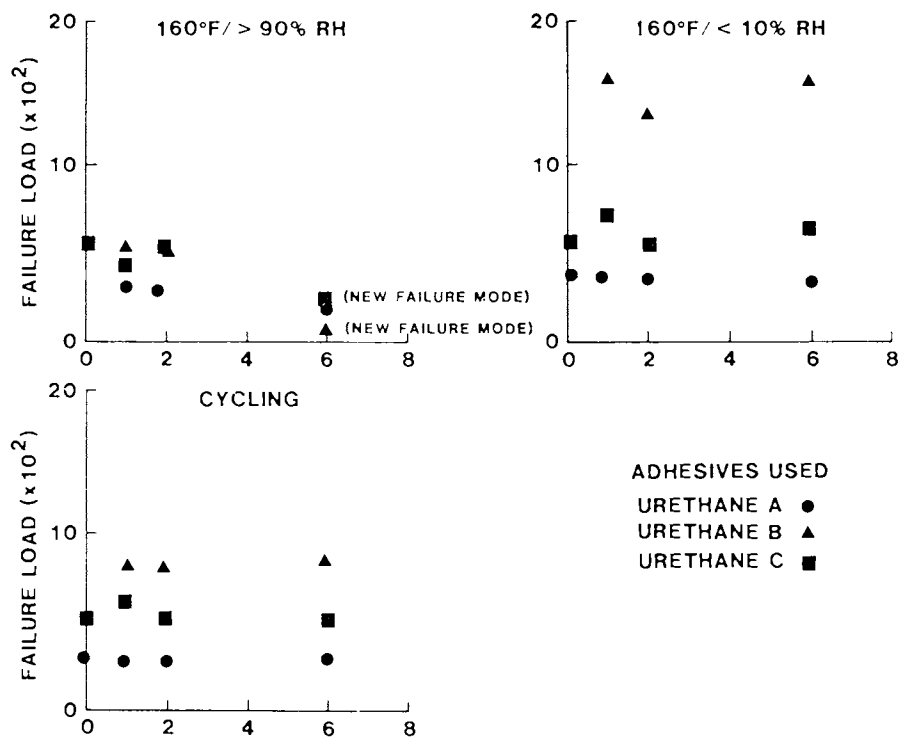 160°F/ > 90% RH
20
10
0
FAILURE LOAD (x10²)
(NEW FAILURE MODE)
(NEW FAILURE MODE)
0 2 4 6 8
160°F/ < 10% RH
20
10
0
0 2 4 6 8
CYCLING
20
10
0
FAILURE LOAD (x10²)
0 2 4 6 8
ADHESIVES USED
URETHANE A
URETHANE B
URETHANE C